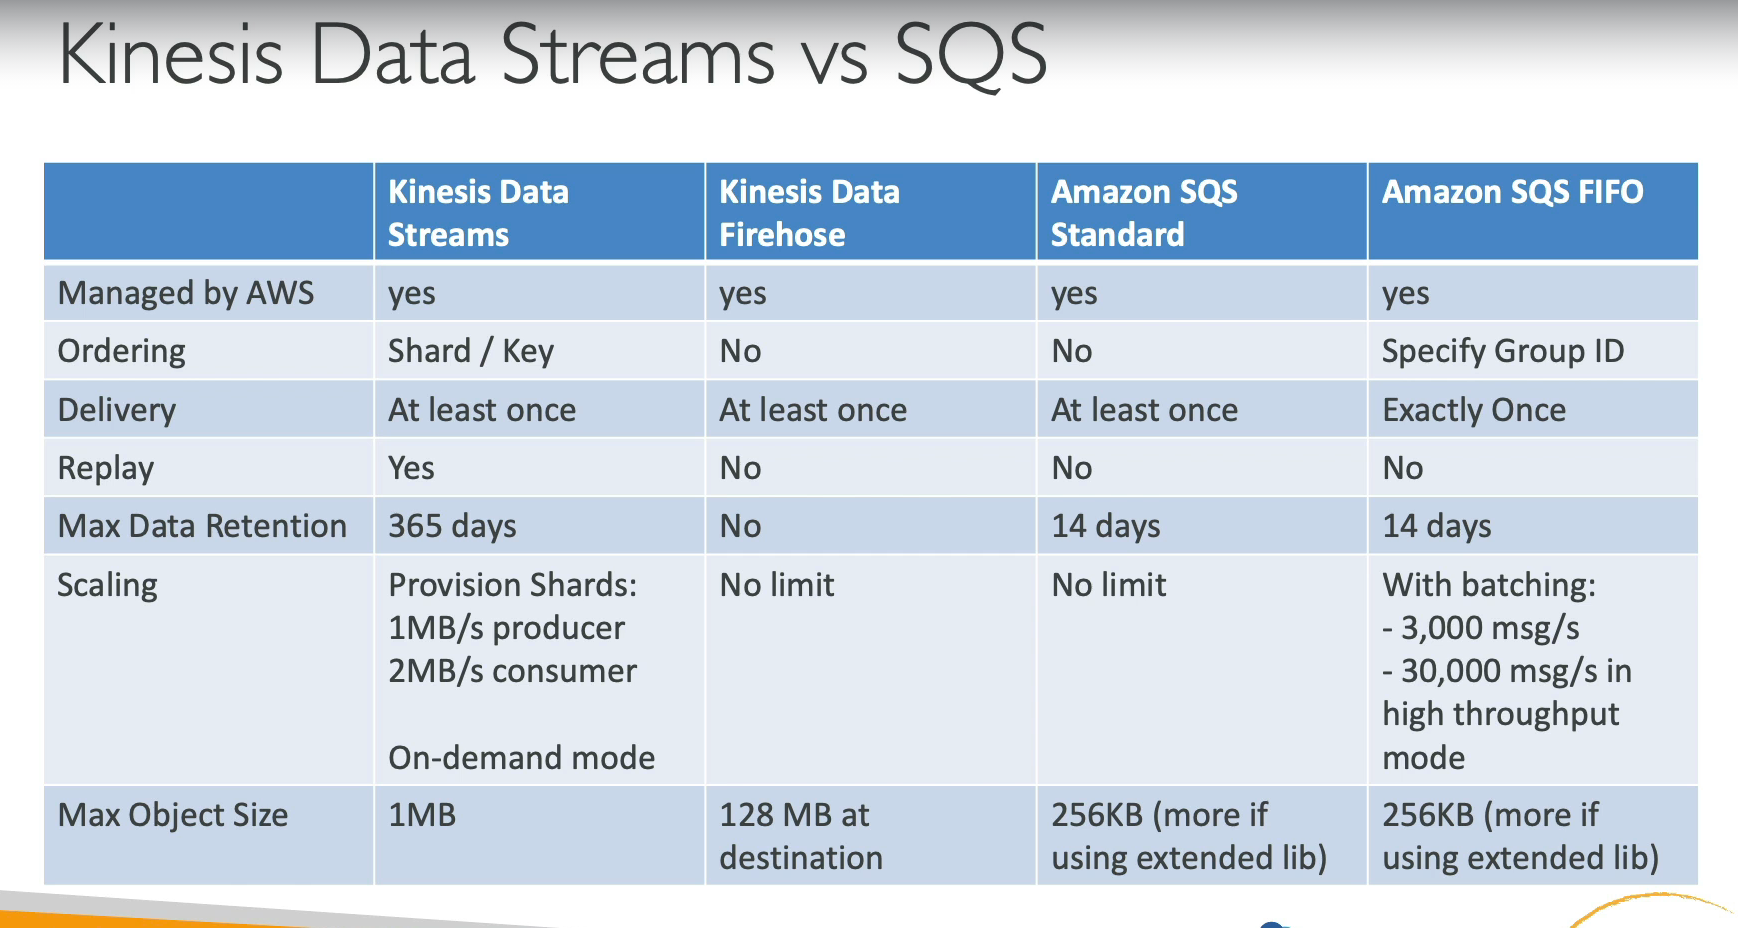 Kinesis Data Streams vs SQS
Kinesis Data
Streams
Kinesis Data
Firehose
Amazon SQS
Standard
Amazon SQS FIFO
Managed by AWS
yes
yes
yes
yes
Ordering
Shard / Key
No
No
Specify Group ID
Delivery
At least once
At least once
At least once
Exactly Once
Replay
Yes
No
No
No
Max Data Retention
365 days
No
14 days
14 days
Scaling
Provision Shards:
1MB/s producer
2MB/s consumer
On-demand mode
No limit
No limit
With batching:
- 3,000 msg/s
- 30,000 msg/s in
high throughput
mode
Max Object Size
1MB
128 MB at
destination
256KB (more if
using extended lib)
256KB (more if
using extended lib)